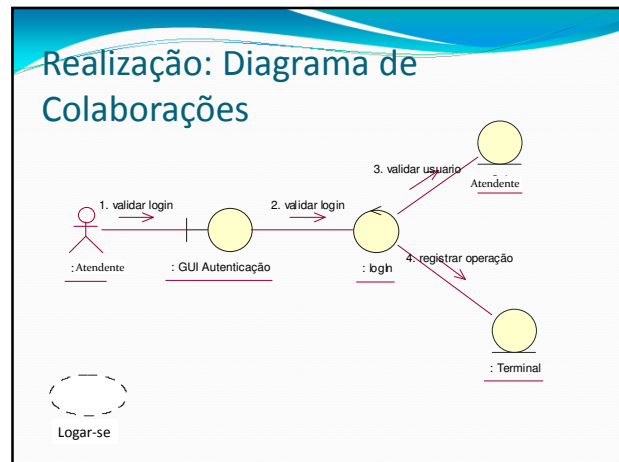 Realização: Diagrama de
Colaborações
3. validar usuario
Atendente
1. validar login
2. validar login
: Atendente
: GUI Autenticação
: logIn
4. registrar operação
: Terminal
Logar-se